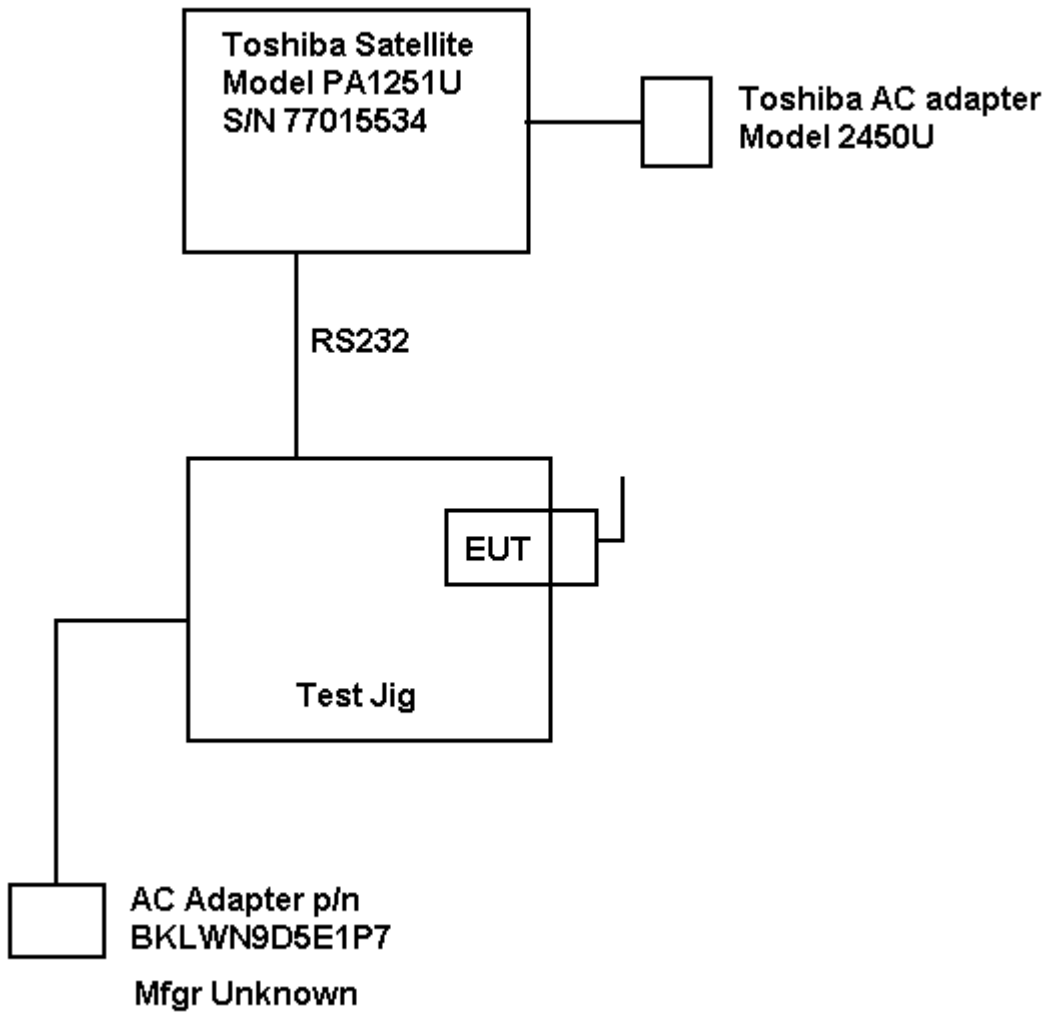 Toshiba Satellite
Model PA1251U
S/N 77015534
Toshiba AC adapter
Model 2450U
RS232
EUT
Test Jig
AC Adapter p/n
BKLWN9D5E1P7
Mfgr Unknown